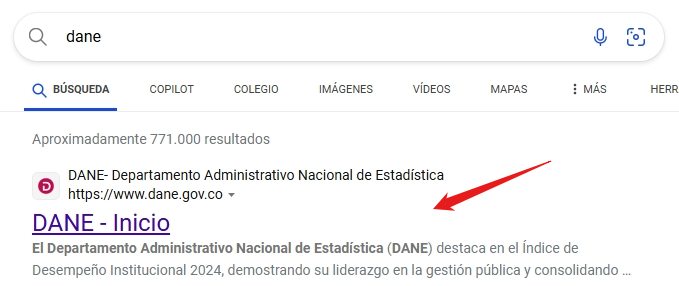 dane
BÚSQUEDA COPILOT COLEGIO IMÁGENES VÍDEOS MAPAS MÁS HERR
Aproximadamente 771.000 resultados
DANE- Departamento Administrativo Nacional de Estadística
https://www.dane.gov.co
DANE - Inicio
El Departamento Administrativo Nacional de Estadística (DANE) destaca en el Índice de
Desempeño Institucional 2024, demostrando su liderazgo en la gestión pública y consolidando ...